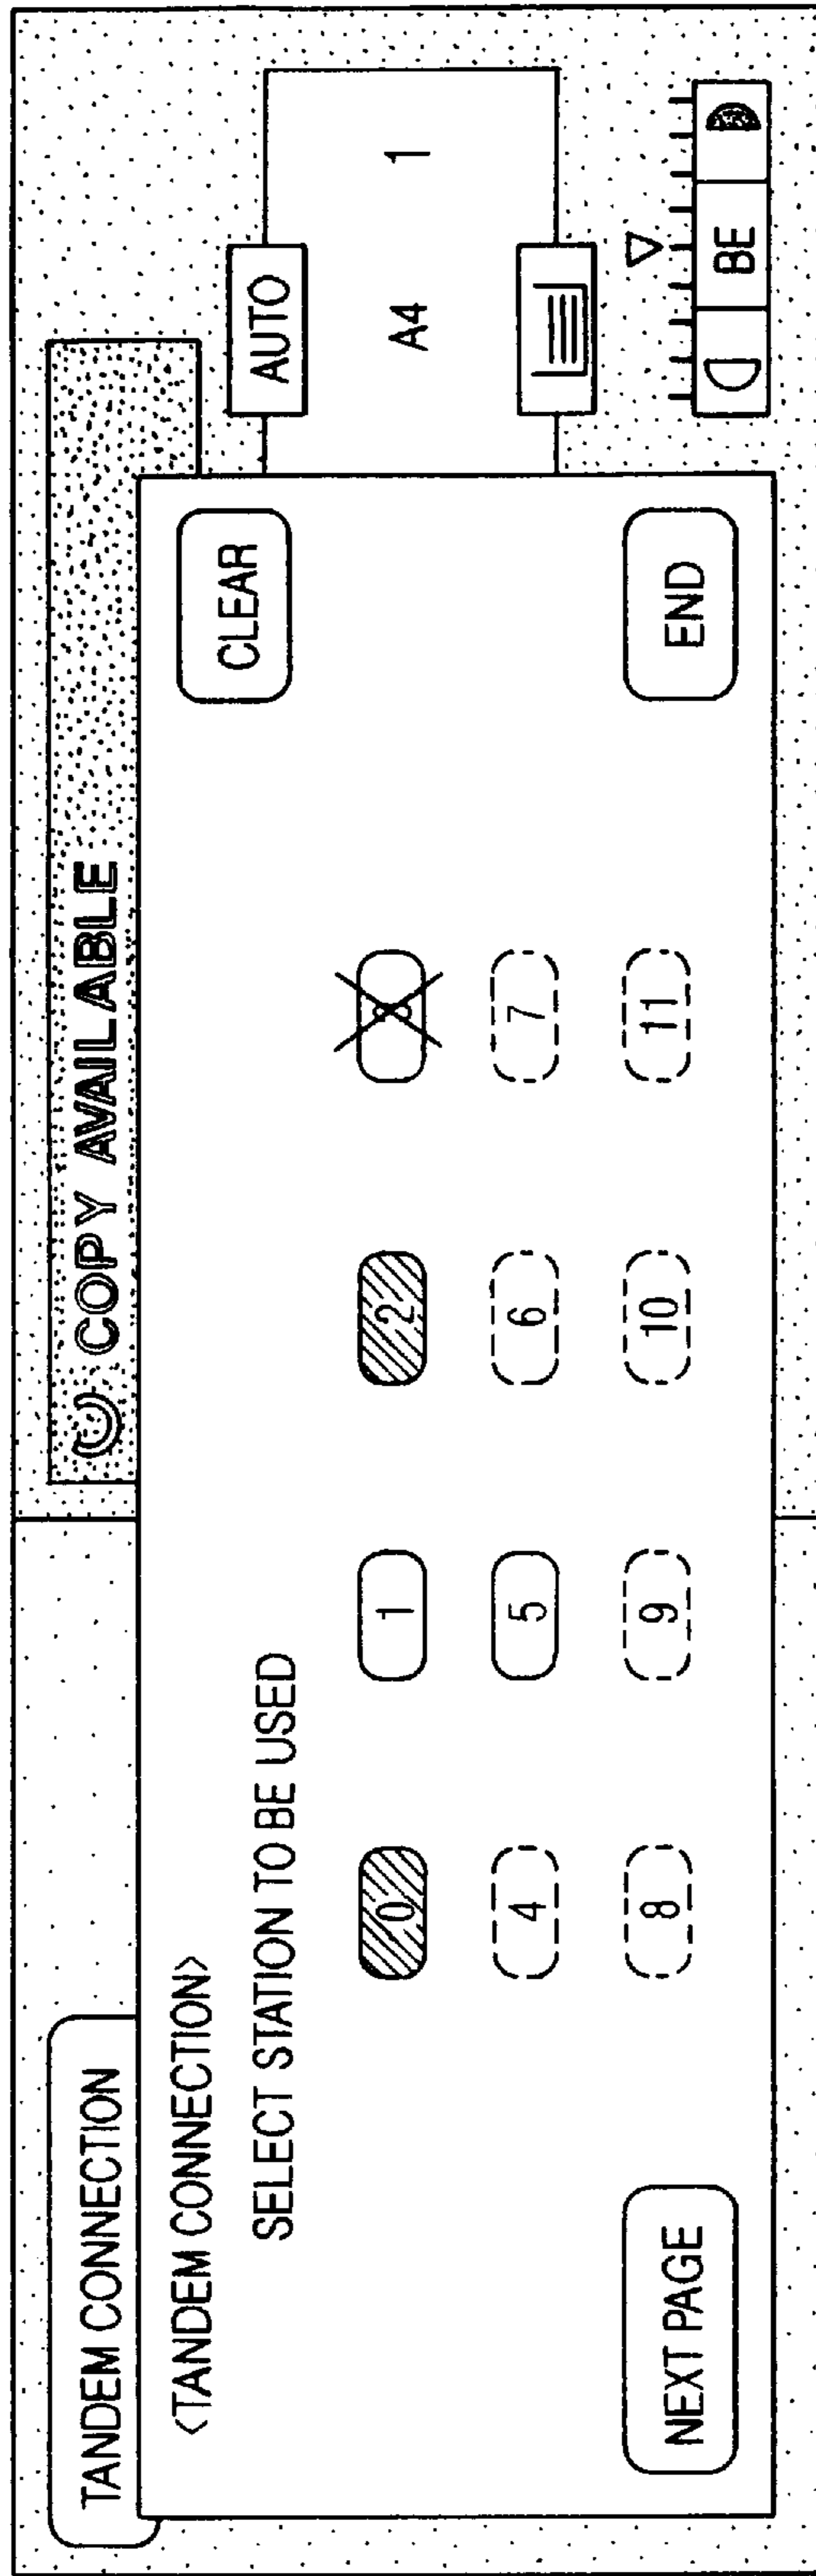 TANDEM CONNECTION
COPY AVAILABLE
<TANDEM CONNECTION>
CLEAR
AUTO
SELECT STATION TO BE USED
0 1 2
A4 1
4 5 6 7
8 9 10 11
NEXT PAGE
END
BE